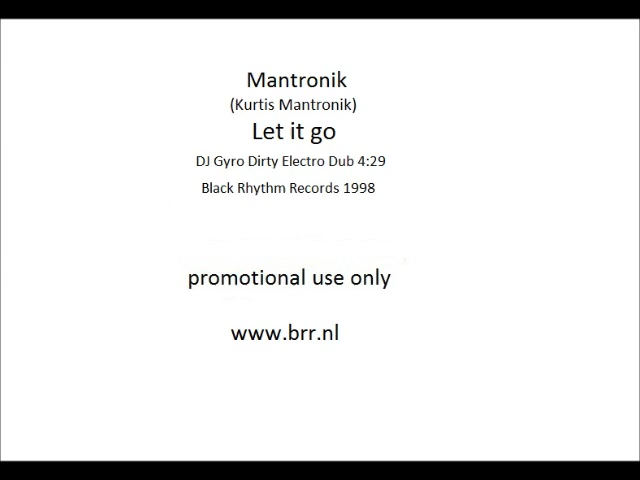 Mantronik
(Kurtis Mantronik)
Let it go
DJ Gyro Dirty Electro Dub 4:29
Black Rhythm Records 1998
promotional use only
www.brr.nl